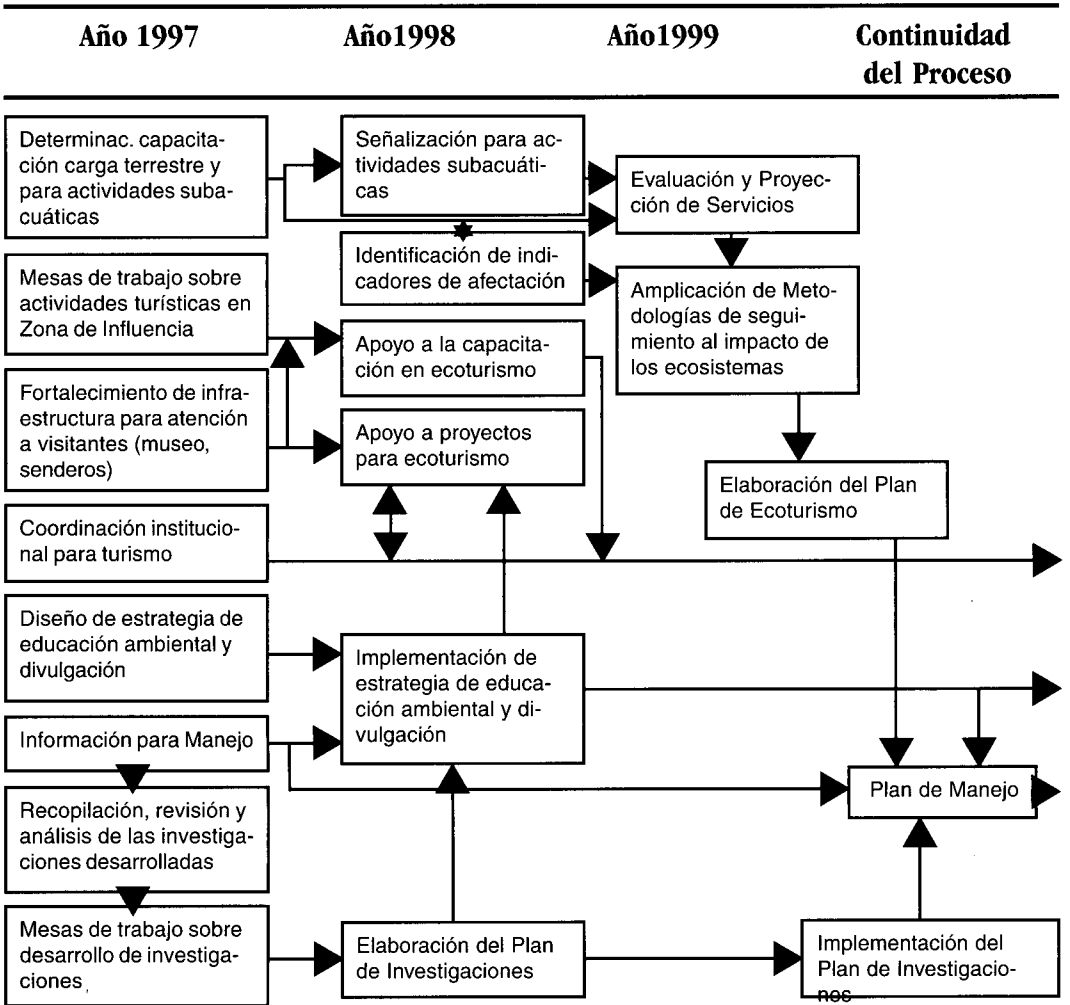 Año 1997
Año1998
Año1999
Continuidad
del Proceso
Determinac. capacita-
ción carga terrestre y
para actividades suba-
cuáticas
Señalización para ac-
tividades subacuáti-
cas
Evaluación y Proyec-
ción de Servicios
Identificación de indi-
cadores de afectación
Mesas de trabajo sobre
actividades turísticas en
Zona de Influencia
Amplicación de Meto-
dologías de segui-
miento al impacto de
los ecosistemas
Apoyo a la capacita-
ción en ecoturismo
Fortalecimiento de infra-
estructura para atención
a visitantes (museo,
senderos)
Apoyo a proyectos
para ecoturismo
Elaboración del Plan
de Ecoturismo
Coordinación institucio-
nal para turismo
Diseño de estrategia de
educación ambiental y
divulgación
Implementación de
estrategia de educa-
ción ambiental y di-
vulgación
Información para Manejo
Plan de Manejo
Recopilación, revisión y
análisis de las investiga-
ciones desarrolladas
Mesas de trabajo sobre
desarrollo de investiga-
ciones,
Elaboración del Plan
de Investigaciones
Implementación del
Plan de Investigacio-
nes